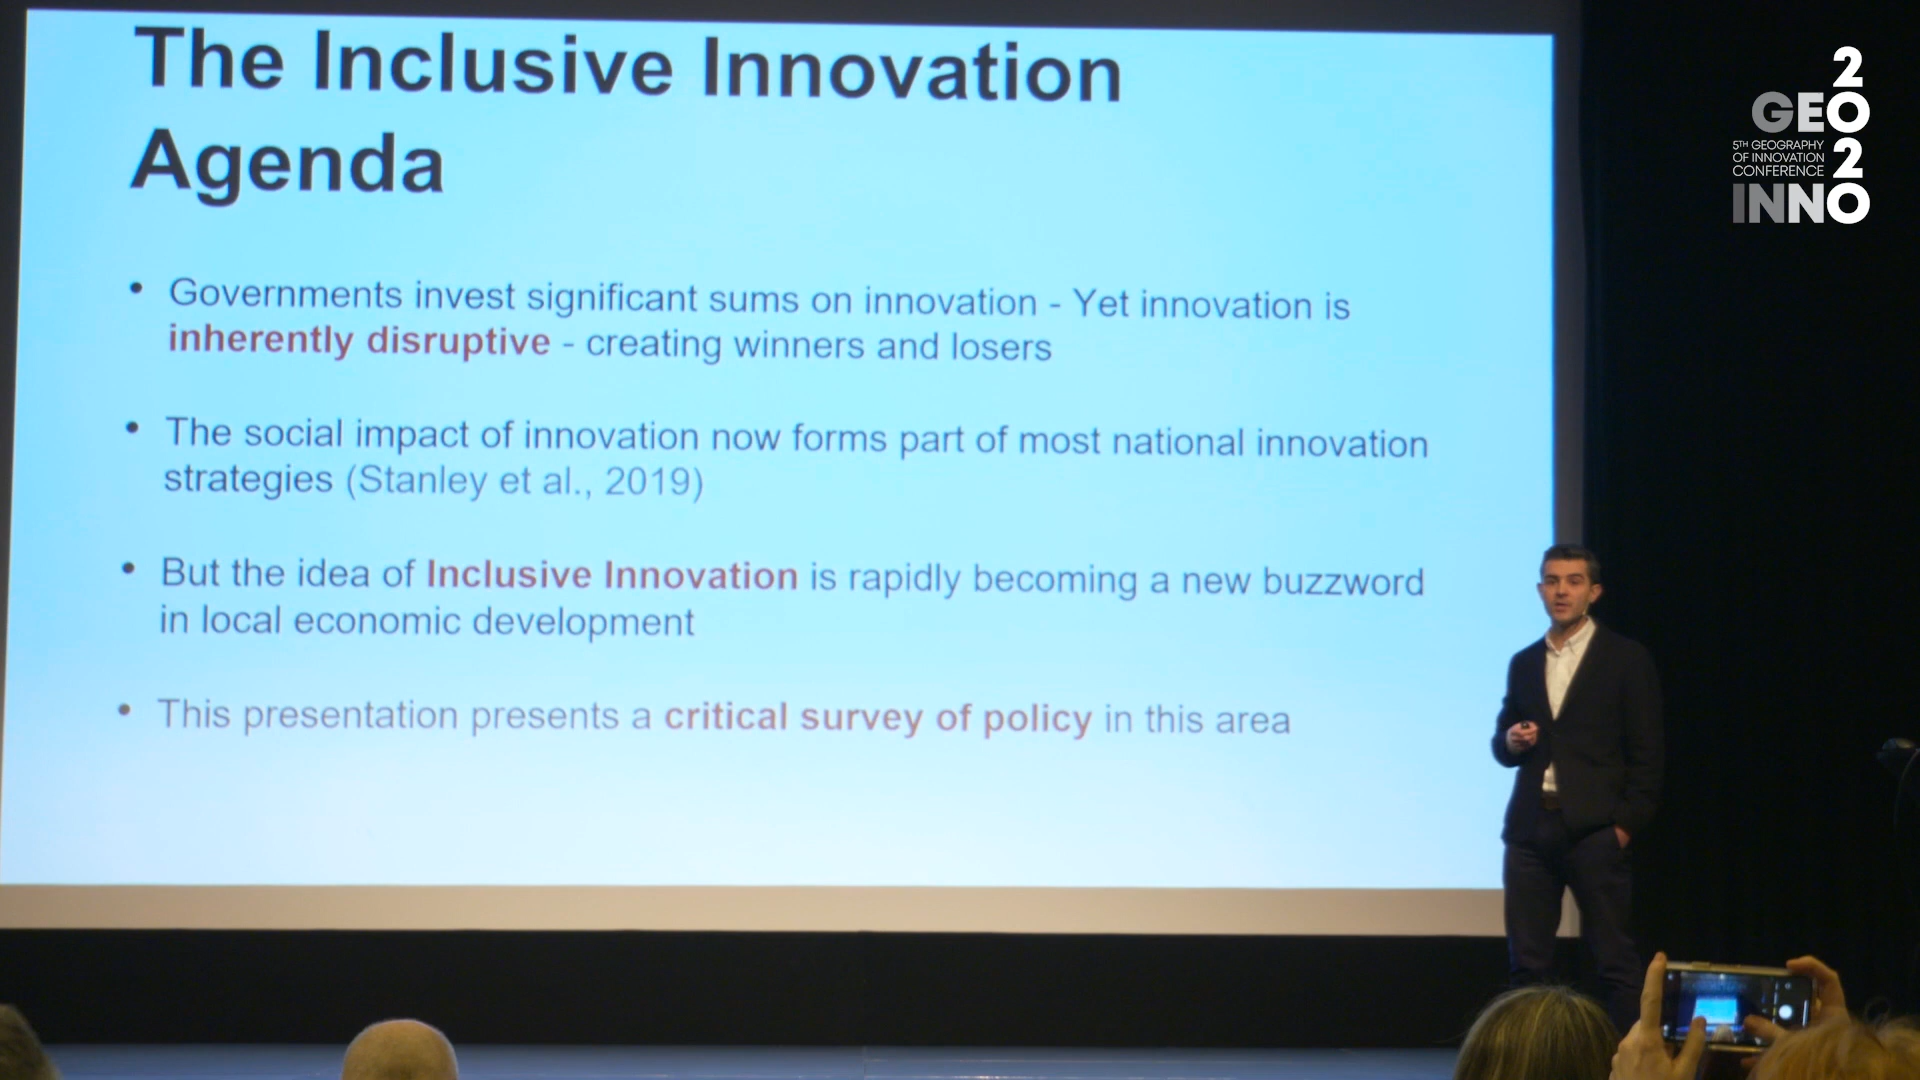 The Inclusive Innovation
Agenda
• Governments invest significant sums on innovation - Yet innovation is
inherently disruptive - creating winners and losers
• The social impact of innovation now forms part of most national innovation
strategies (Stanley et al., 2019)
• But the idea of Inclusive Innovation is rapidly becoming a new buzzword
in local economic development
• This presentation presents a critical survey of policy in this area
2
GEO
5TH GEOGRAPHY
OF INNOVATION
CONFERENCE
2
INNO